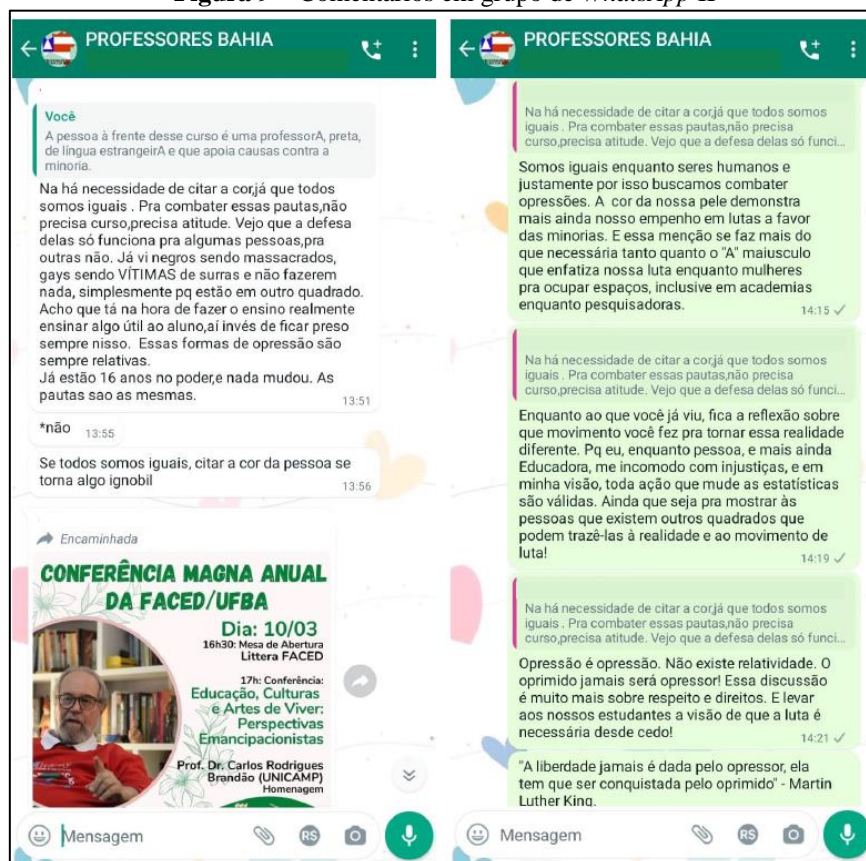 Figura 9 – Comentários em grupo de WhatsApp II
PROFESSORES BAHIA
Você
A pessoa à frente desse curso é uma professorA, preta,
de língua estrangeirA e que apoia causas contra a
minoria.
Na há necessidade de citar a cor,já que todos
somos iguais . Pra combater essas pautas,não
precisa curso,precisa atitude. Vejo que a defesa
delas só funciona pra algumas pessoas,pra
outras não. Já vi negros sendo massacrados,
gays sendo VÍTIMAS de surras e não fazerem
nada, simplesmente pq estão em outro quadrado.
Acho que tá na hora de fazer o ensino realmente
ensinar algo útil ao aluno,aí invés de ficar preso
sempre nisso. Essas formas de opressão são
sempre relativas.
Já estão 16 anos no poder,e nada mudou. As
pautas sao as mesmas.
13:51
*não 13:55
Se todos somos iguais, citar a cor da pessoa se
torna algo ignobil
13:56
Encaminhada
CONFERÊNCIA MAGNA ANUAL
DA FACED/UFBA
Dia: 10/03
16h30: Mesa de Abertura
Littera FACED
17h: Conferência:
Educação, Culturas
e Artes de Viver:
Perspectivas
Emancipacionistas
Prof. Dr. Carlos Rodrigues
Brandão (UNICAMP)
Homenagem
Mensagem
RS
PROFESSORES BAHIA
Na há necessidade de citar a cor,já que todos somos
iguais . Pra combater essas pautas,não precisa
curso,precisa atitude. Vejo que a defesa delas só funci...
Somos iguais enquanto seres humanos e
justamente por isso buscamos combater
opressões. A cor da nossa pele demonstra
mais ainda nosso empenho em lutas a favor
das minorias. E essa menção se faz mais do
que necessária tanto quanto o "A" maiusculo
que enfatiza nossa luta enquanto mulheres
pra ocupar espaços, inclusive em academias
enquanto pesquisadoras.
14:15
Na há necessidade de citar a cor,já que todos somos
iguais . Pra combater essas pautas,não precisa
curso,precisa atitude. Vejo que a defesa delas só funci...
Enquanto ao que você já viu, fica a reflexão sobre
que movimento você fez pra tornar essa realidade
diferente. Pq eu, enquanto pessoa, e mais ainda
Educadora, me incomodo com injustiças, e em
minha visão, toda ação que mude as estatísticas
são válidas. Ainda que seja pra mostrar às
pessoas que existem outros quadrados que
podem trazê-las à realidade e ao movimento de
luta!
14:19
Na há necessidade de citar a cor,já que todos somos
iguais . Pra combater essas pautas,não precisa
curso,precisa atitude. Vejo que a defesa delas só funci...
Opressão é opressão. Não existe relatividade. O
oprimido jamais será opressor! Essa discussão
é muito mais sobre respeito e direitos. E levar
aos nossos estudantes a visão de que a luta é
necessária desde cedo!
14:21
"A liberdade jamais é dada pelo opressor, ela
tem que ser conquistada pelo oprimido" - Martin
Luther King.
Mensagem
RS